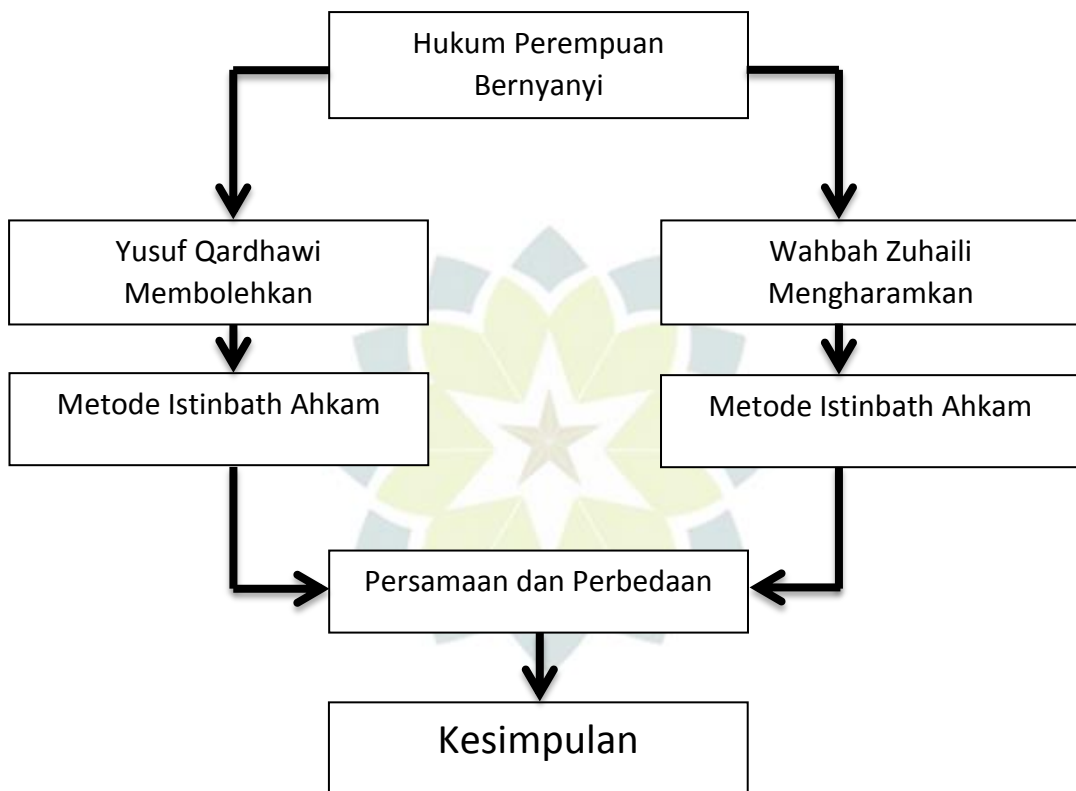 Hukum Perempuan
Bernyanyi
Yusuf Qardhawi
Membolehkan
Wahbah Zuhaili
Mengharamkan
Metode Istinbath Ahkam
Metode Istinbath Ahkam
Persamaan dan Perbedaan
Kesimpulan